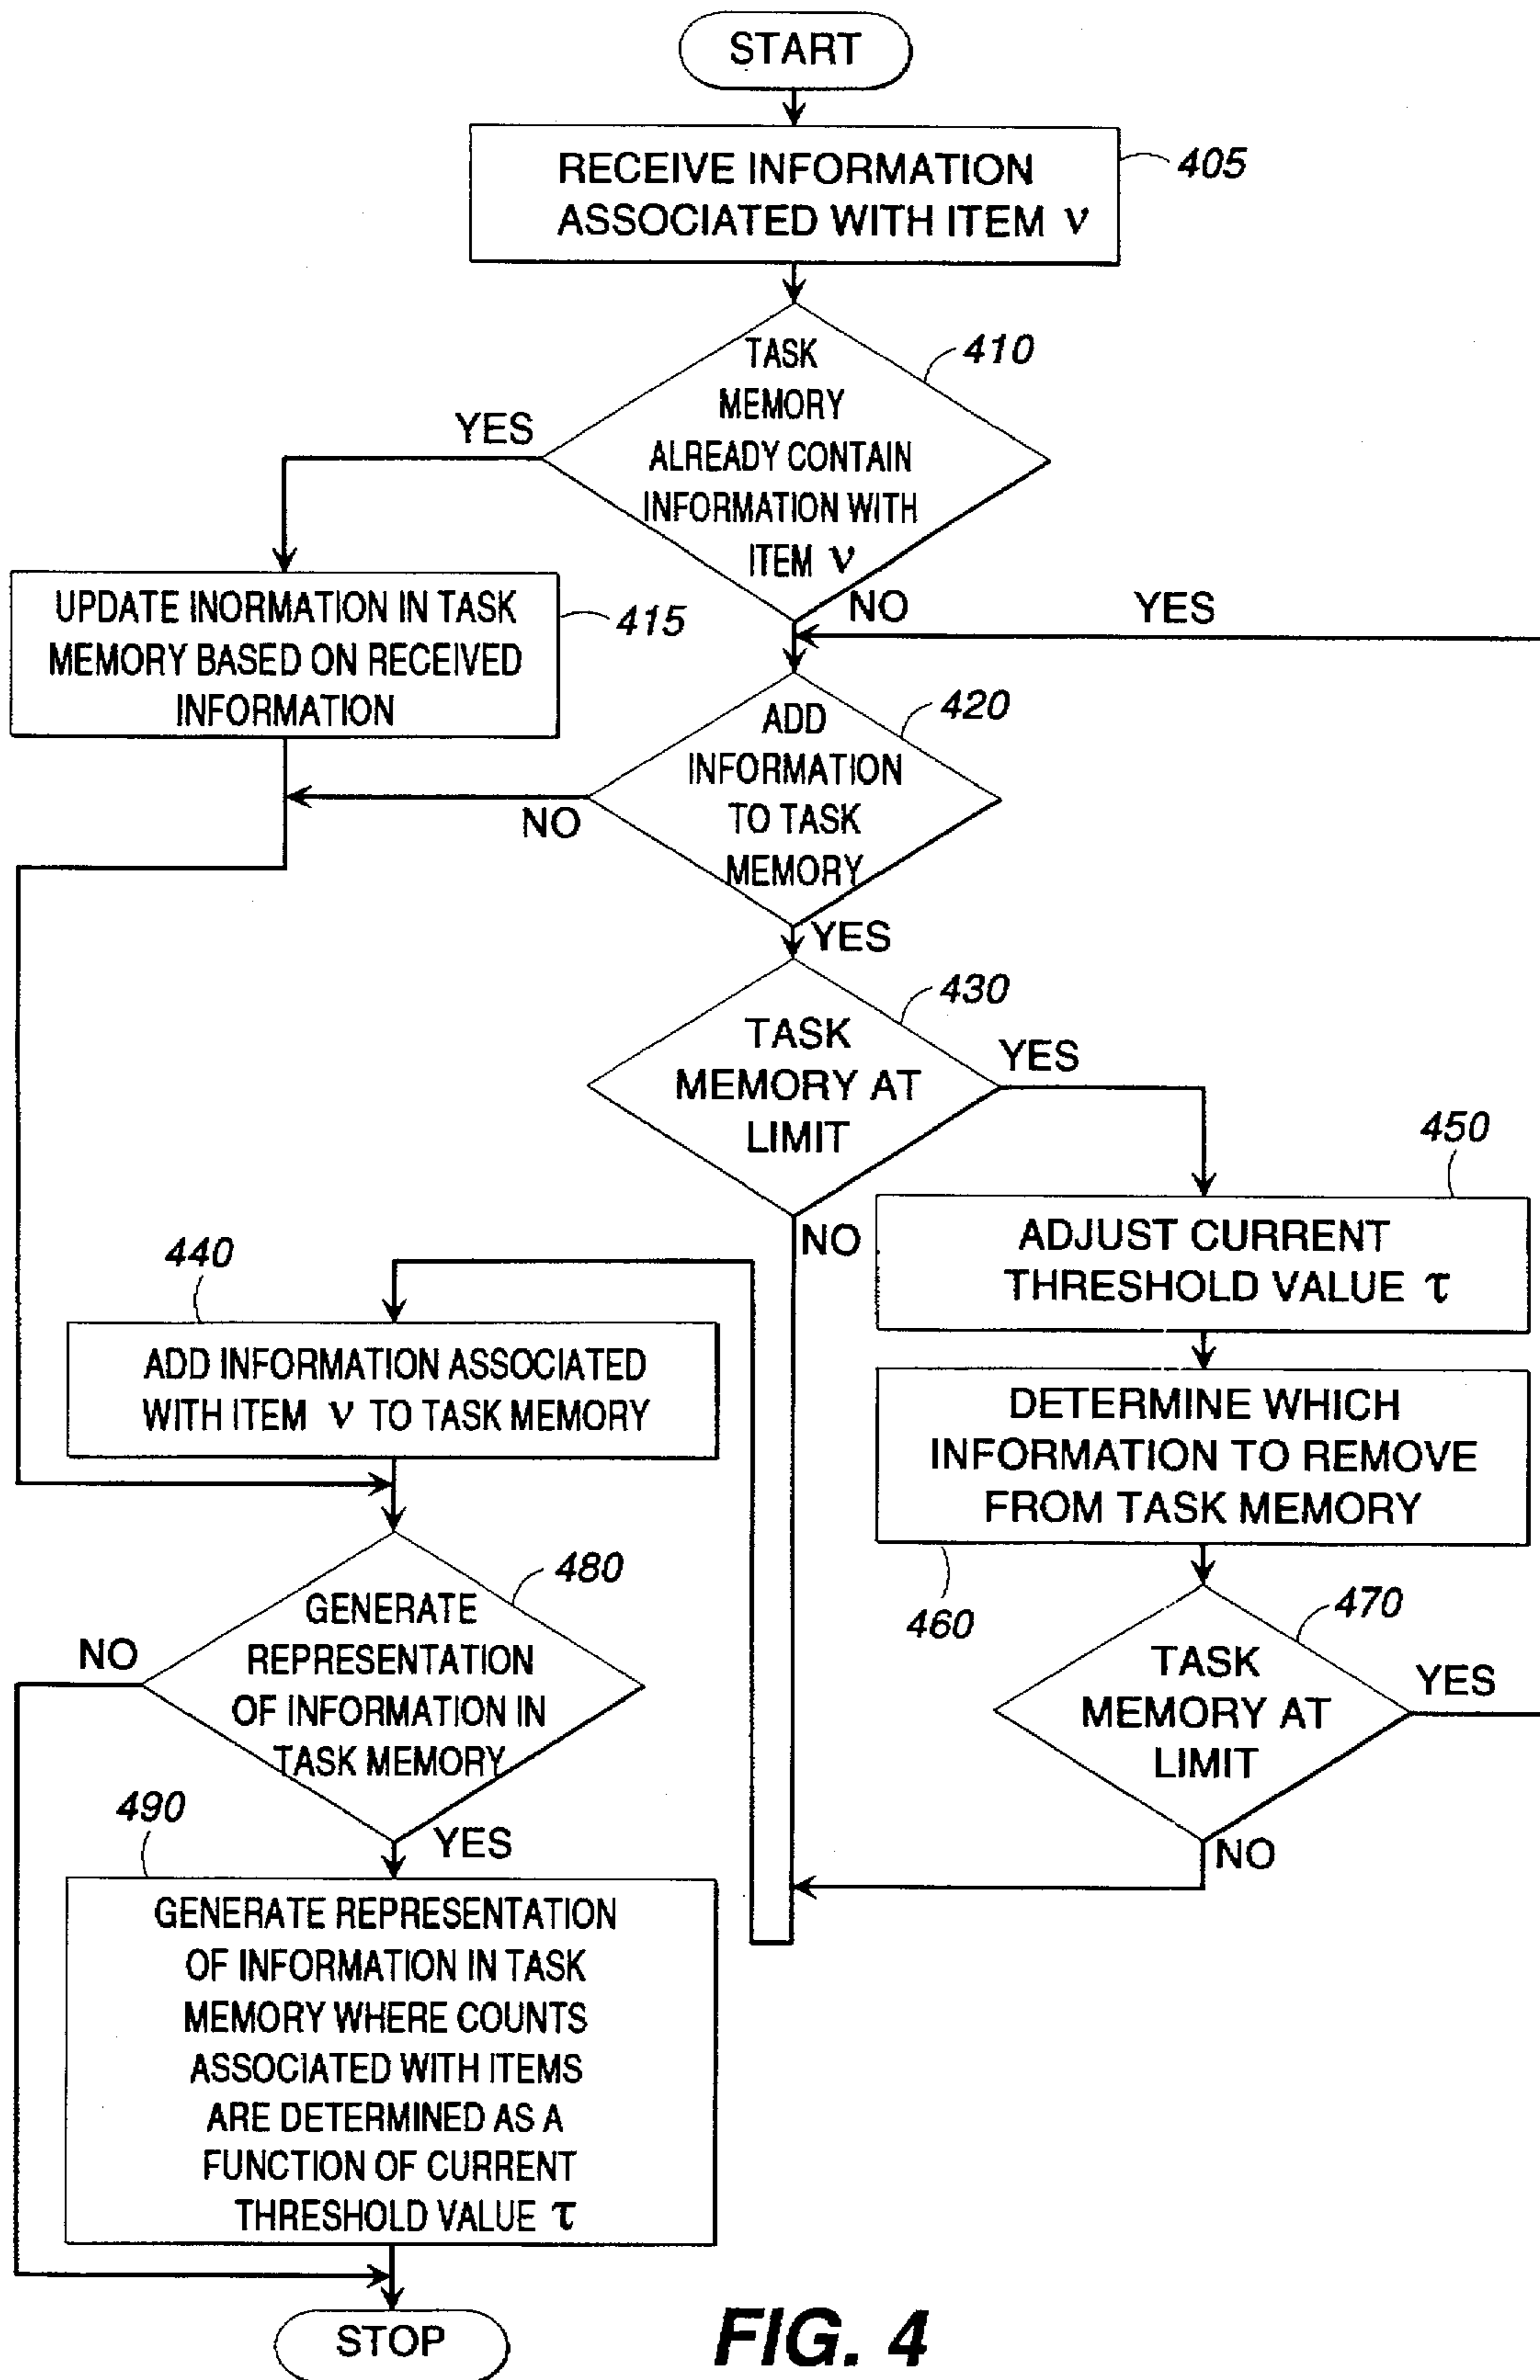 START
RECEIVE INFORMATION
ASSOCIATED WITH ITEM ν
405
TASK
MEMORY
ALREADY CONTAIN
INFORMATION WITH
ITEM ν
410
YES
NO
YES
UPDATE INORMATION IN TASK
MEMORY BASED ON RECEIVED
INFORMATION
415
ADD
INFORMATION
TO TASK
MEMORY
420
NO
YES
TASK
MEMORY AT
LIMIT
430
YES
NO
450
ADJUST CURRENT
THRESHOLD VALUE τ
440
ADD INFORMATION ASSOCIATED
WITH ITEM ν TO TASK MEMORY
DETERMINE WHICH
INFORMATION TO REMOVE
FROM TASK MEMORY
460
TASK
MEMORY AT
LIMIT
470
YES
NO
GENERATE
REPRESENTATION
OF INFORMATION IN
TASK MEMORY
480
NO
YES
490
GENERATE REPRESENTATION
OF INFORMATION IN TASK
MEMORY WHERE COUNTS
ASSOCIATED WITH ITEMS
ARE DETERMINED AS A
FUNCTION OF CURRENT
THRESHOLD VALUE τ
STOP
FIG. 4